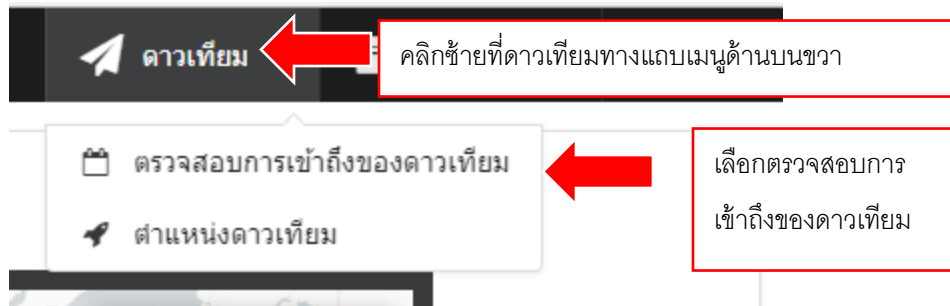 ดาวเทียม
คลิกซ้ายที่ดาวเทียมทางแถบเมนูด้านบนขวา
ตรวจสอบการเข้าถึงของดาวเทียม
เลือกตรวจสอบการ
เข้าถึงของดาวเทียม
ตำแหน่งดาวเทียม